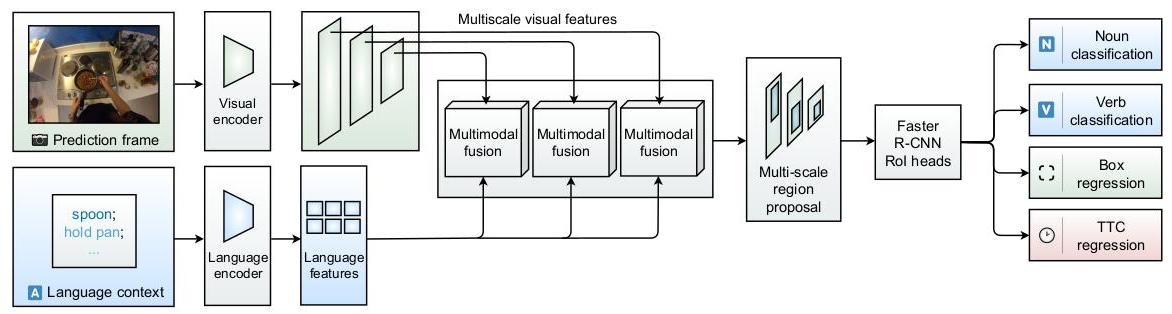 Multiscale visual features
Prediction frame
Visual
encoder
Multimodal
fusion
Multimodal
fusion
Multimodal
fusion
A Language context
spoon;
hold pan;
...
Language
encoder
Language
features
Multi-scale
region
proposal
Faster
R-CNN
RoI heads
N
Noun
classification
V
Verb
classification
Box
regression
TTC
regression